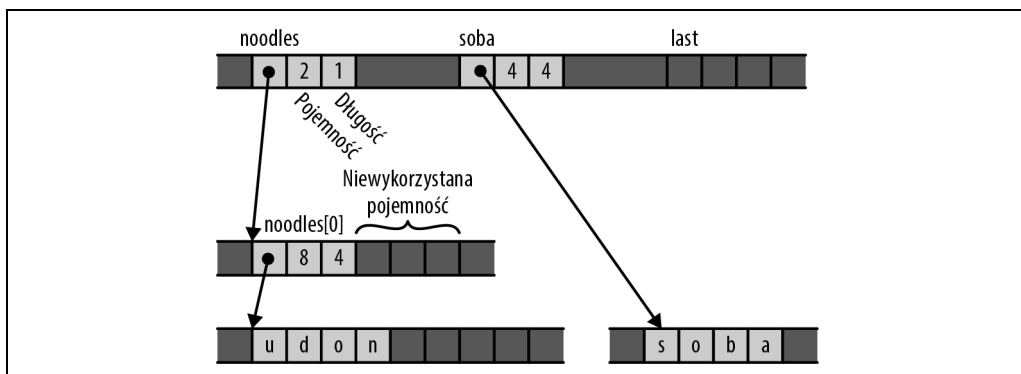 noodles soba last
2 1 4 4
Pojemność
Długość
Niewykorzystana
pojemność
noodles[0]
8 4
u d o n s o b a